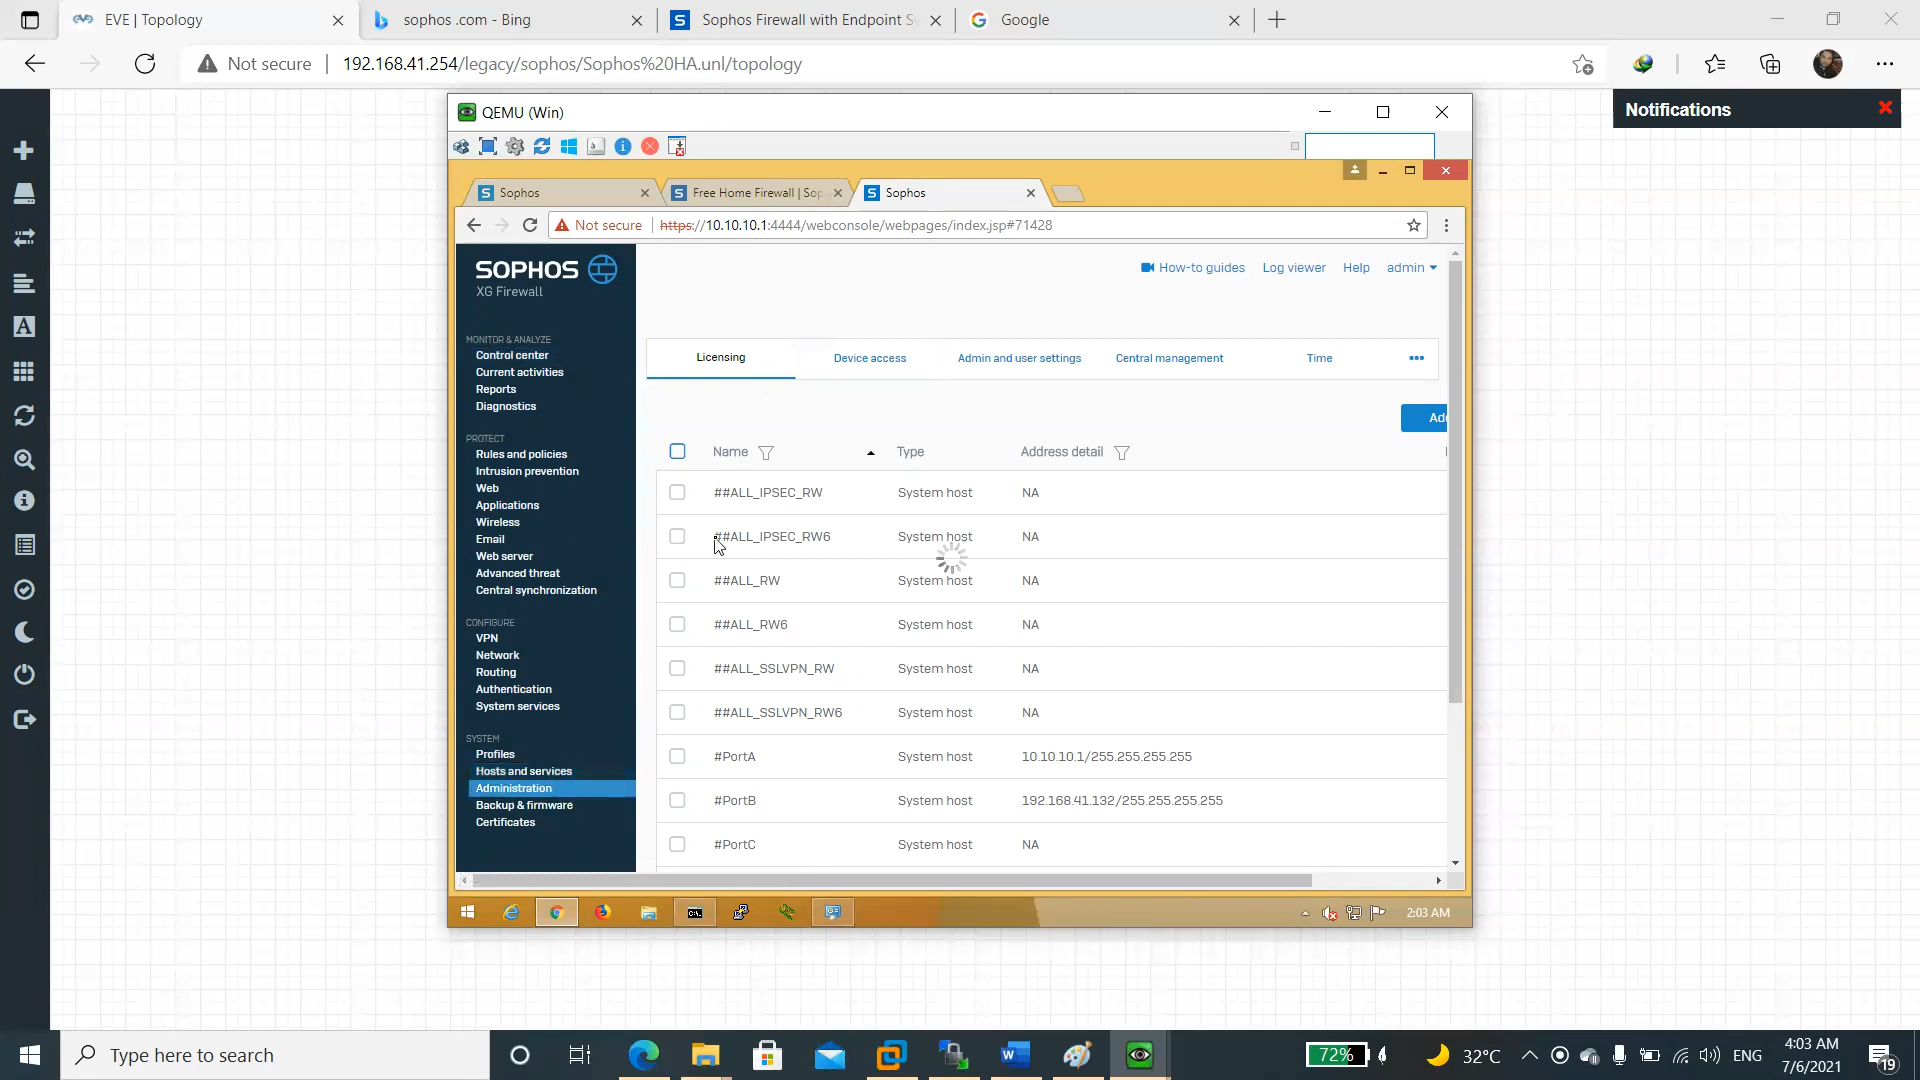 EVE | Topology
sophos .com - Bing
Sophos Firewall with Endpoint S
Google
Not secure
192.168.41.254/legacy/sophos/Sophos%20HA.unl/topology
Notifications
QEMU (Win)
Sophos
Free Home Firewall | Sop
Sophos
Not secure
https://10.10.10.1:4444/webconsole/webpages/index.jsp#71428
SOPHOS
XG Firewall
How-to guides
Log viewer
Help
admin
MONITOR & ANALYZE
Control center
Current activities
Reports
Diagnostics
PROTECT
Rules and policies
Intrusion prevention
Web
Applications
Wireless
Email
Web server
Advanced threat
Central synchronization
CONFIGURE
VPN
Network
Routing
Authentication
System services
SYSTEM
Profiles
Hosts and services
Administration
Backup & firmware
Certificates
Licensing
Device access
Admin and user settings
Central management
Time
Name Type Address detail
##ALL_IPSEC_RW System host NA
##ALL_IPSEC_RW6 System host NA
##ALL_RW System host NA
##ALL_RW6 System host NA
##ALL_SSLVPN_RW System host NA
##ALL_SSLVPN_RW6 System host NA
#PortA System host 10.10.10.1/255.255.255.255
#PortB System host 192.168.41.132/255.255.255.255
#PortC System host NA
2:03 AM
Type here to search
72%
32°C
ENG
4:03 AM
7/6/2021
19